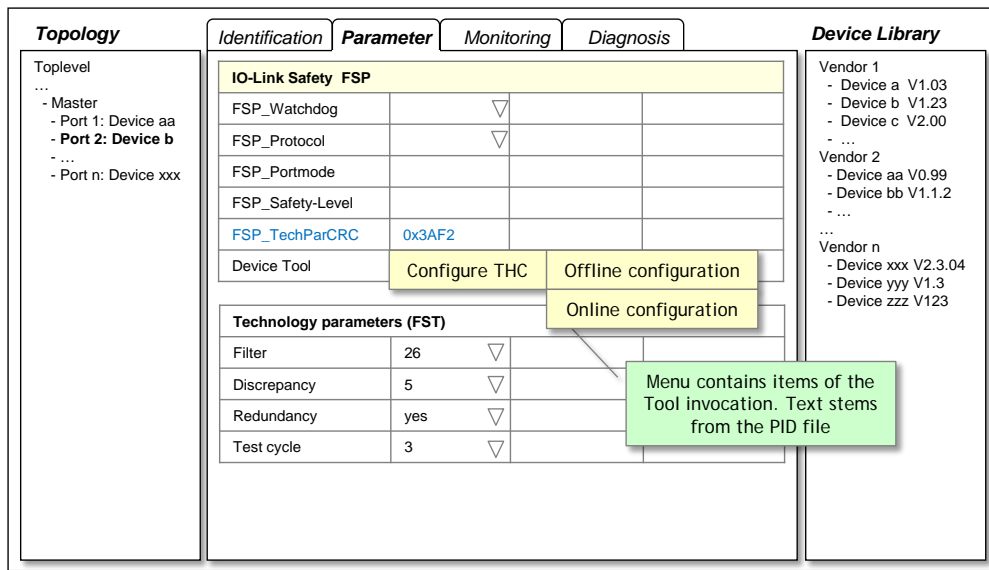 Topology
Toplevel
…
- Master
- Port 1: Device aa
- Port 2: Device b
- …
- Port n: Device xxx
Identification
Parameter
Monitoring
Diagnosis
IO-Link Safety FSP
FSP_Watchdog
FSP_Protocol
FSP_Portmode
FSP_Safety-Level
FSP_TechParCRC 0x3AF2
Device Tool
Configure THC
Offline configuration
Online configuration
Technology parameters (FST)
Filter 26
Discrepancy 5
Redundancy yes
Test cycle 3
Menu contains items of the
Tool invocation. Text stems
from the PID file
Device Library
Vendor 1
- Device a V1.03
- Device b V1.23
- Device c V2.00
- …
Vendor 2
- Device aa V0.99
- Device bb V1.1.2
- …
…
Vendor n
- Device xxx V2.3.04
- Device yyy V1.3
- Device zzz V123